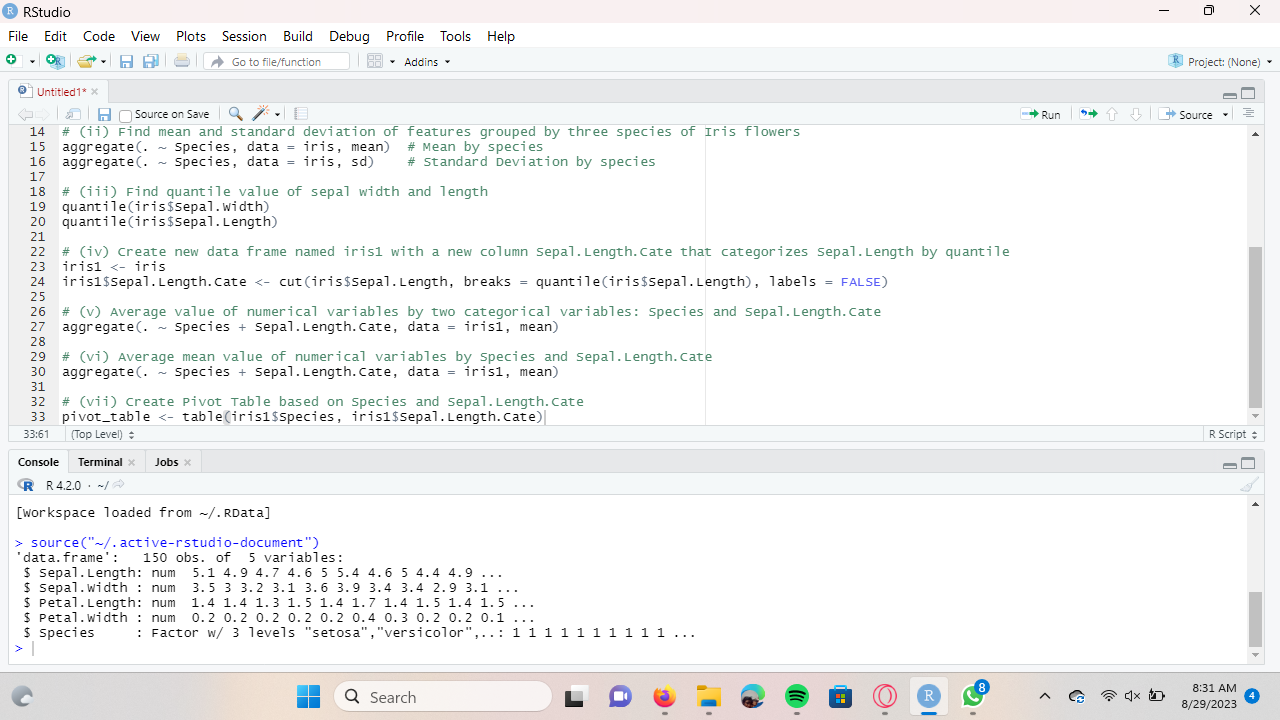 RStudio
File Edit Code View Plots Session Build Debug Profile Tools Help
Go to file/function Addins Project: (None)
Untitled1*
Source on Save Run Source
14 # (ii) Find mean and standard deviation of features grouped by three species of Iris flowers
15 aggregate(. ~ Species, data = iris, mean)  # Mean by species
16 aggregate(. ~ Species, data = iris, sd)    # Standard Deviation by species
17
18 # (iii) Find quantile value of sepal width and length
19 quantile(iris$Sepal.Width)
20 quantile(iris$Sepal.Length)
21
22 # (iv) Create new data frame named iris1 with a new column Sepal.Length.Cate that categorizes Sepal.Length by quantile
23 iris1 <- iris
24 iris1$Sepal.Length.Cate <- cut(iris$Sepal.Length, breaks = quantile(iris$Sepal.Length), labels = FALSE)
25
26 # (v) Average value of numerical variables by two categorical variables: Species and Sepal.Length.Cate
27 aggregate(. ~ Species + Sepal.Length.Cate, data = iris1, mean)
28
29 # (vi) Average mean value of numerical variables by Species and Sepal.Length.Cate
30 aggregate(. ~ Species + Sepal.Length.Cate, data = iris1, mean)
31
32 # (vii) Create Pivot Table based on Species and Sepal.Length.Cate
33 pivot_table <- table(iris1$Species, iris1$Sepal.Length.Cate)
33:61 (Top Level) R Script
Console Terminal Jobs
R R 4.2.0 · ~/
[Workspace loaded from ~/.RData]
> source("~/.active-rstudio-document")
'data.frame':	150 obs. of  5 variables:
$ Sepal.Length: num  5.1 4.9 4.7 4.6 5 5.4 4.6 5 4.4 4.9 ...
$ Sepal.Width : num  3.5 3 3.2 3.1 3.6 3.9 3.4 3.4 2.9 3.1 ...
$ Petal.Length: num  1.4 1.4 1.3 1.5 1.4 1.7 1.4 1.5 1.4 1.5 ...
$ Petal.Width : num  0.2 0.2 0.2 0.2 0.2 0.4 0.3 0.2 0.2 0.1 ...
$ Species     : Factor w/ 3 levels "setosa","versicolor",..: 1 1 1 1 1 1 1 1 1 1 ...
>
Search R 8 8:31 AM 4
8/29/2023